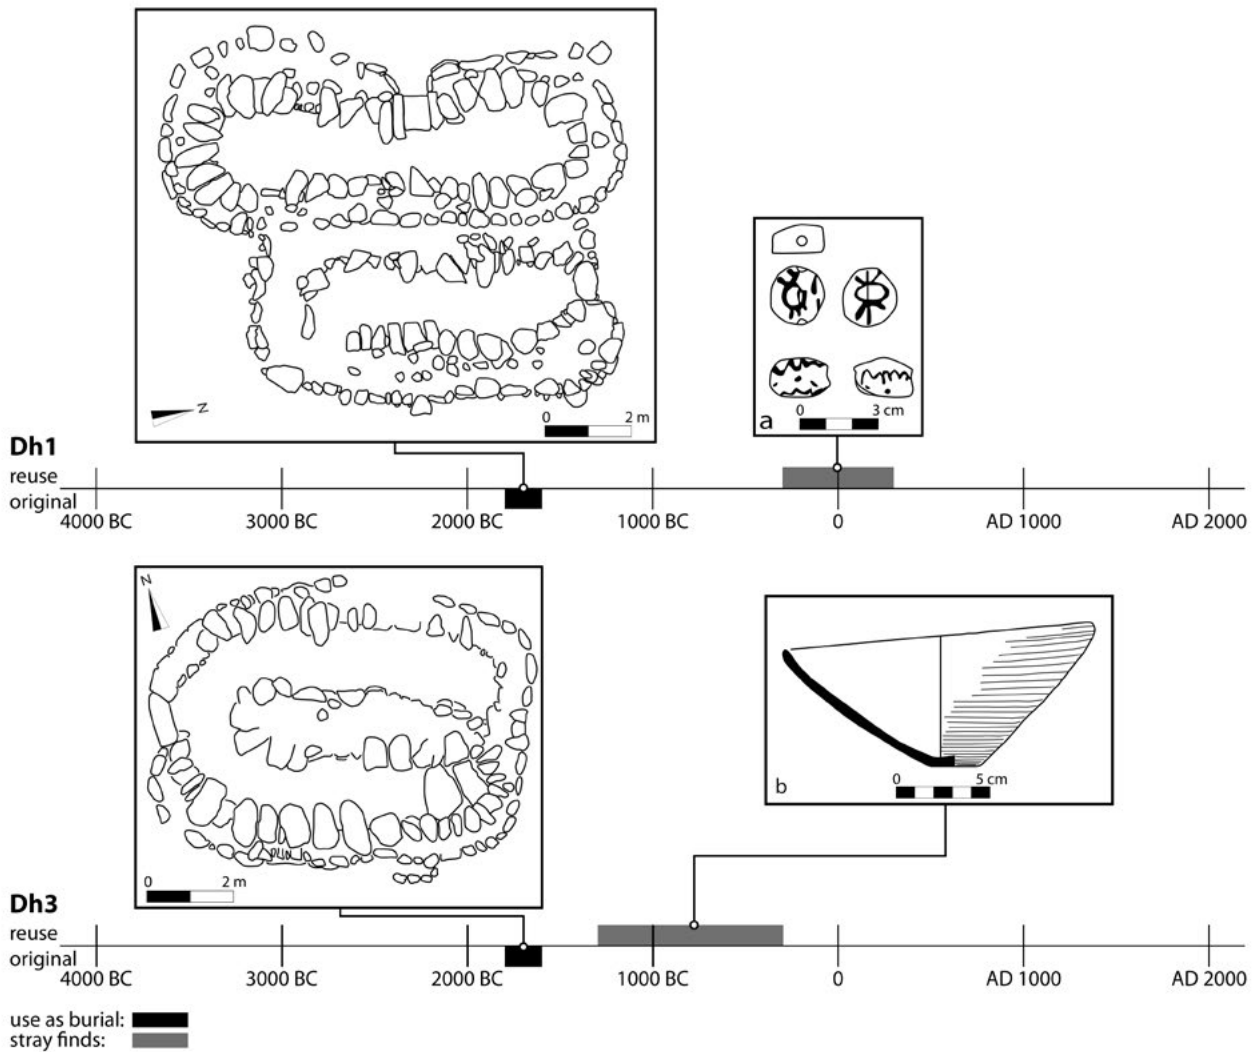 N
0 2 m
0 3 cm
a
Dh1
reuse
original
4000 BC 3000 BC 2000 BC 1000 BC 0 AD 1000 AD 2000
N
0 5 cm
b
0 2 m
Dh3
reuse
original
4000 BC 3000 BC 2000 BC 1000 BC 0 AD 1000 AD 2000
use as burial:
stray finds: